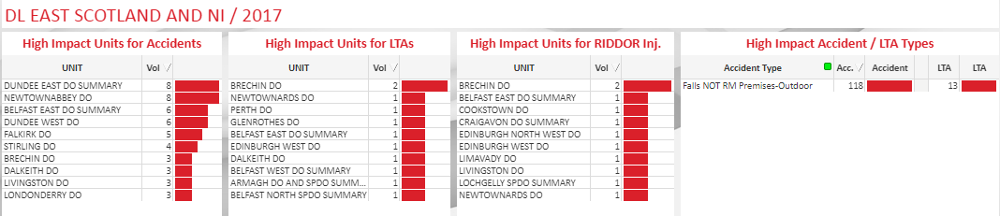 DL EAST SCOTLAND AND NI / 2017
High Impact Units for Accidents
UNIT Vol /
DUNDEE EAST DO SUMMARY 8
NEWTOWNABBEY DO 8
BELFAST EAST DO SUMMARY 6
DUNDEE WEST DO 6
FALKIRK DO 5
STIRLING DO 4
BRECHIN DO 3
DALKEITH DO 3
LIVINGSTON DO 3
LONDONDERRY DO 3
High Impact Units for LTAs
UNIT Vol /
BRECHIN DO 2
NEWTOWNARDS DO 1
PERTH DO 1
GLENROTHES DO 1
BELFAST EAST DO SUMMARY 1
EDINBURGH WEST DO 1
DALKEITH DO 1
BELFAST WEST DO SUMMARY 1
ARMAGH DO AND SPDO SUMM... 1
BELFAST NORTH SPDO SUMMARY 1
High Impact Units for RIDDOR Inj.
UNIT Vol /
BRECHIN DO 2
BELFAST EAST DO SUMMARY 1
COOKSTOWN DO 1
CRAIGAVON DO SUMMARY 1
EDINBURGH NORTH WEST DO 1
EDINBURGH WEST DO 1
LIMAVADY DO 1
LIVINGSTON DO 1
LOCHGELLY SPDO SUMMARY 1
NEWTOWNARDS DO 1
High Impact Accident / LTA Types
Accident Type Acc. / Accident LTA LTA
Falls NOT RM Premises-Outdoor 118 13